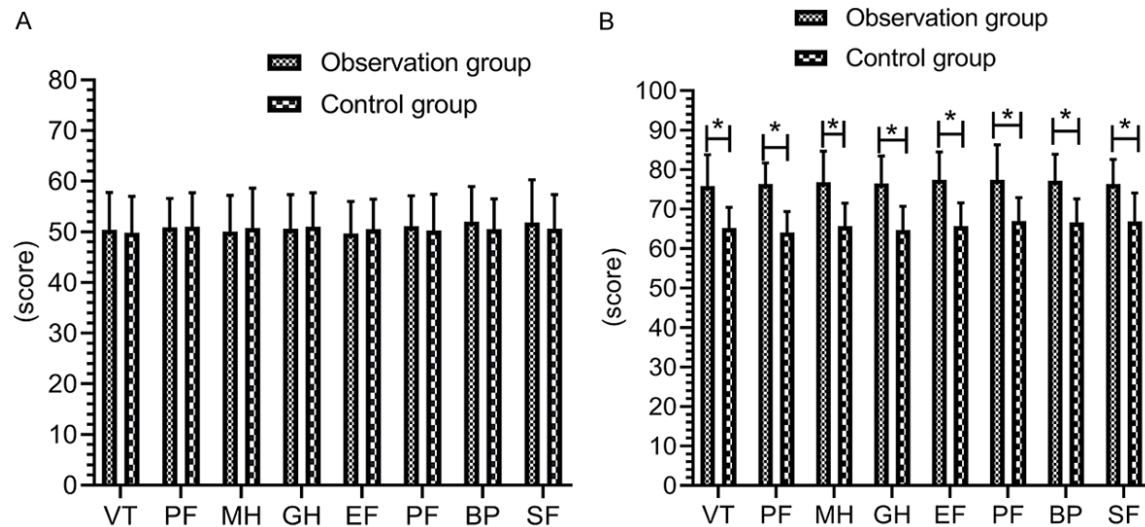 A
Observation group
Control group
80
70
60
50
40
30
20
10
0
(score)
VT PF MH GH EF PF BP SF
B
Observation group
Control group
100
90
80
70
60
50
40
30
20
10
0
(score)
* * * * * * * *
VT PF MH GH EF PF BP SF